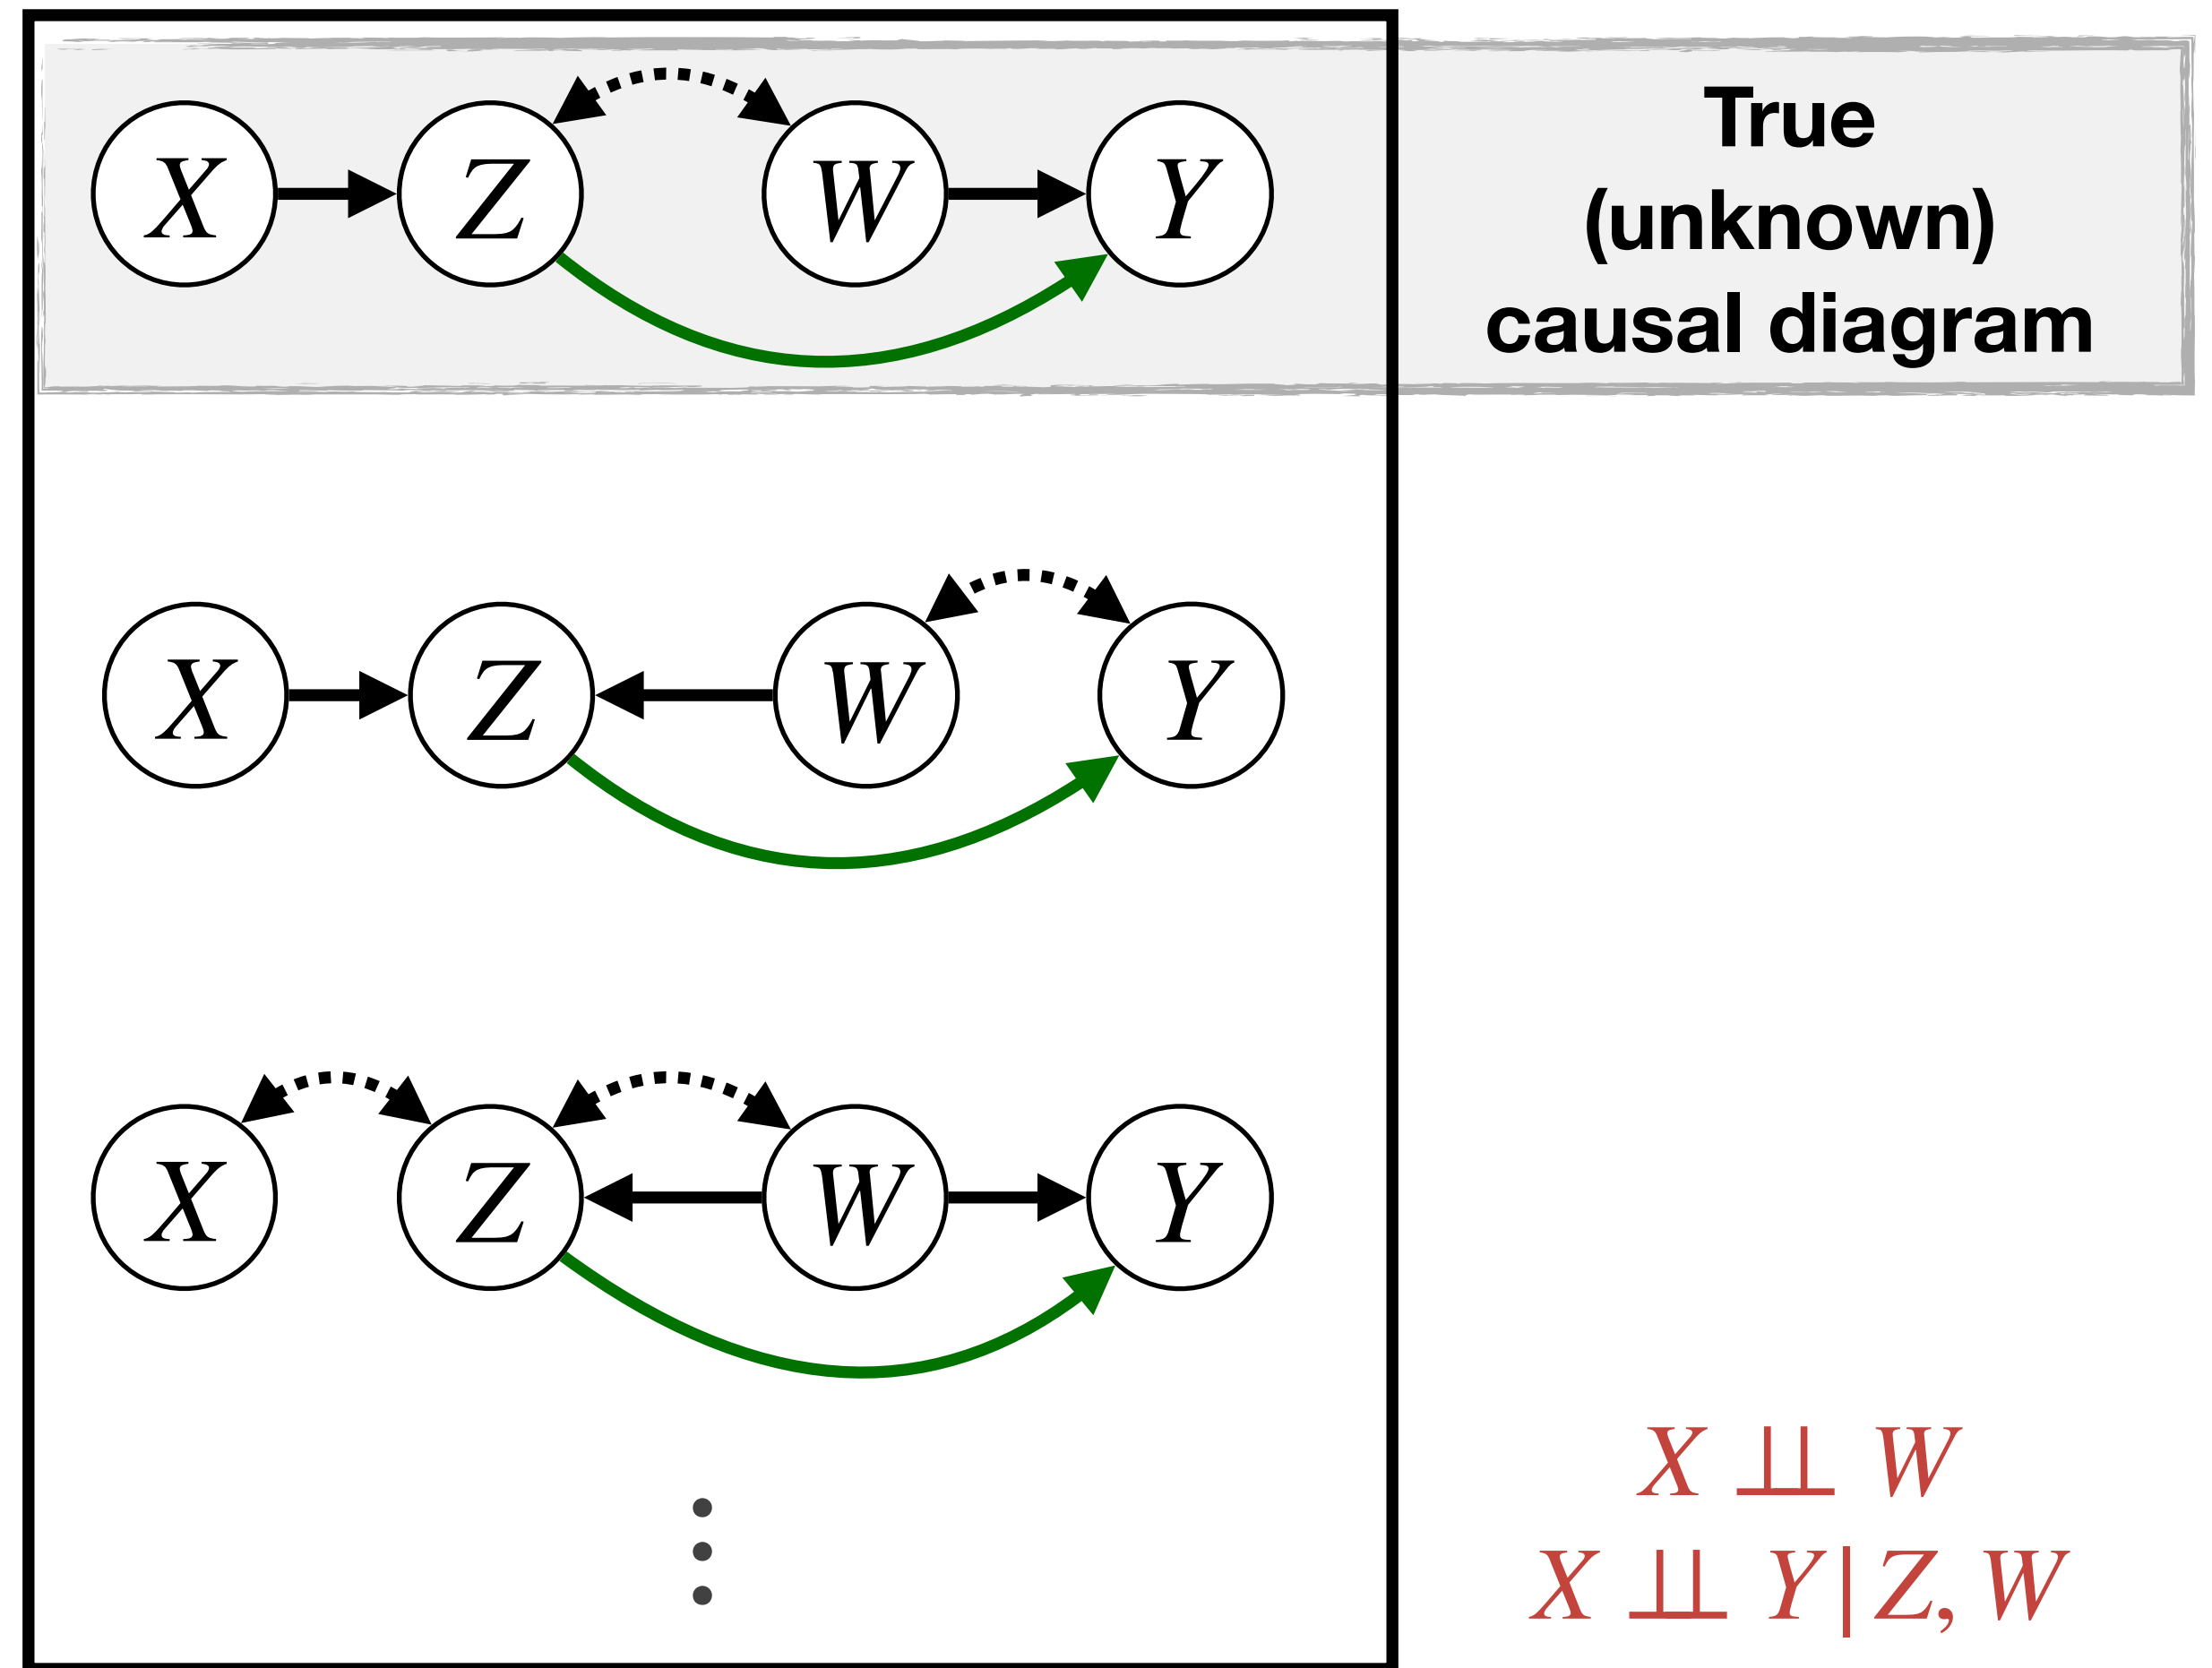 X Z W Y
True
(unknown)
causal diagram
X Z W Y
X Z W Y
X ⫫ W
X ⫫ Y | Z, W